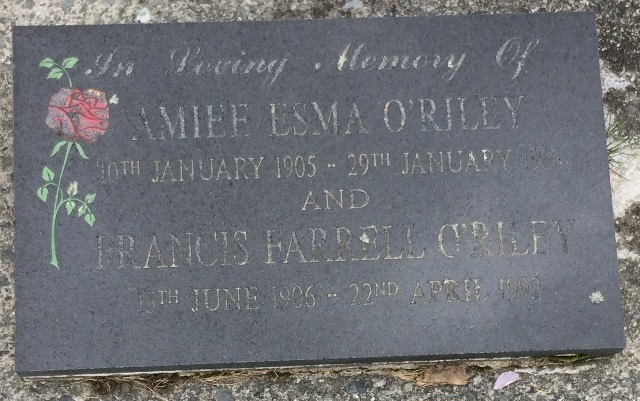 In Loving Memory Of
AMIEE ESMA O'RILEY
10TH JANUARY 1905 - 29TH JANUARY
AND
FRANCIS FARRELL O'RILEY
JUNE 1906 - 22ND APRIL